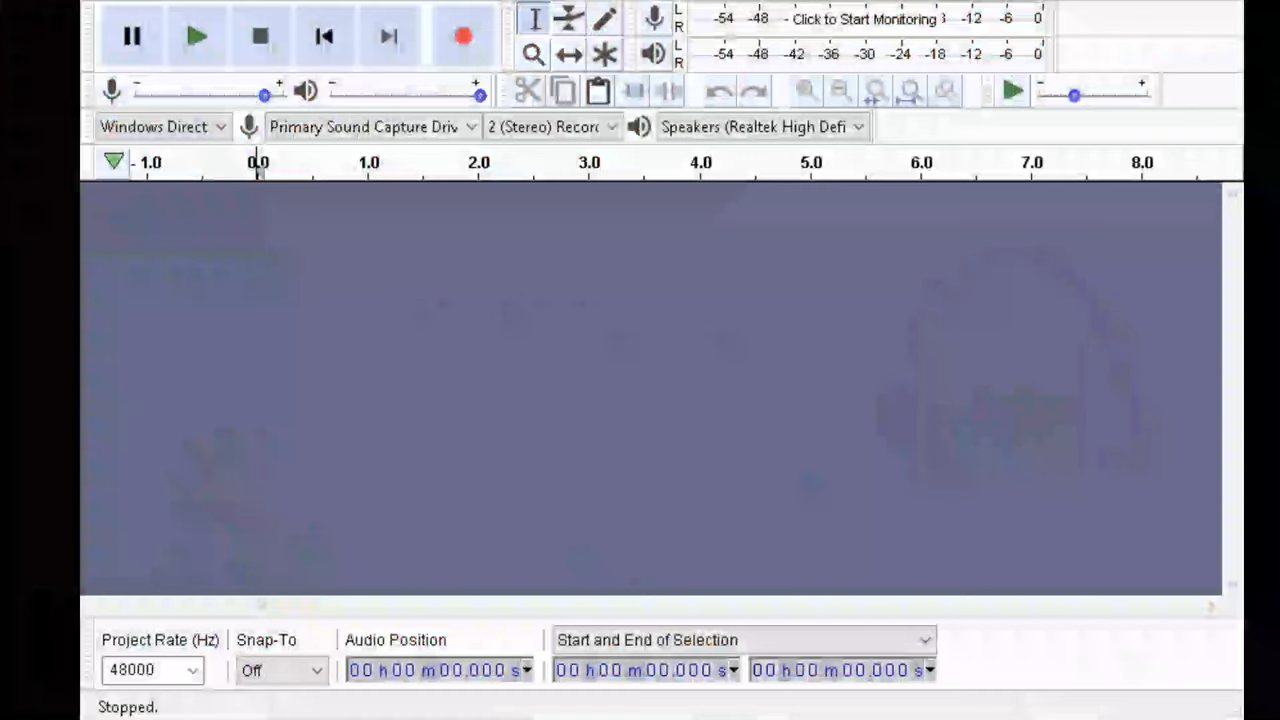 L
R
-54 -48 - Click to Start Monitoring -12 -6 0
L
R
-54 -48 -42 -36 -30 -24 -18 -12 -6 0
- + - + - +
Windows Direct Primary Sound Capture Driv 2 (Stereo) Recorc Speakers (Realtek High Defi
- 1.0 0.0 1.0 2.0 3.0 4.0 5.0 6.0 7.0 8.0
Project Rate (Hz) Snap-To Audio Position Start and End of Selection
48000 Off 00 h 00 m 00.000 s 00 h 00 m 00.000 s 00 h 00 m 00.000 s
Stopped.